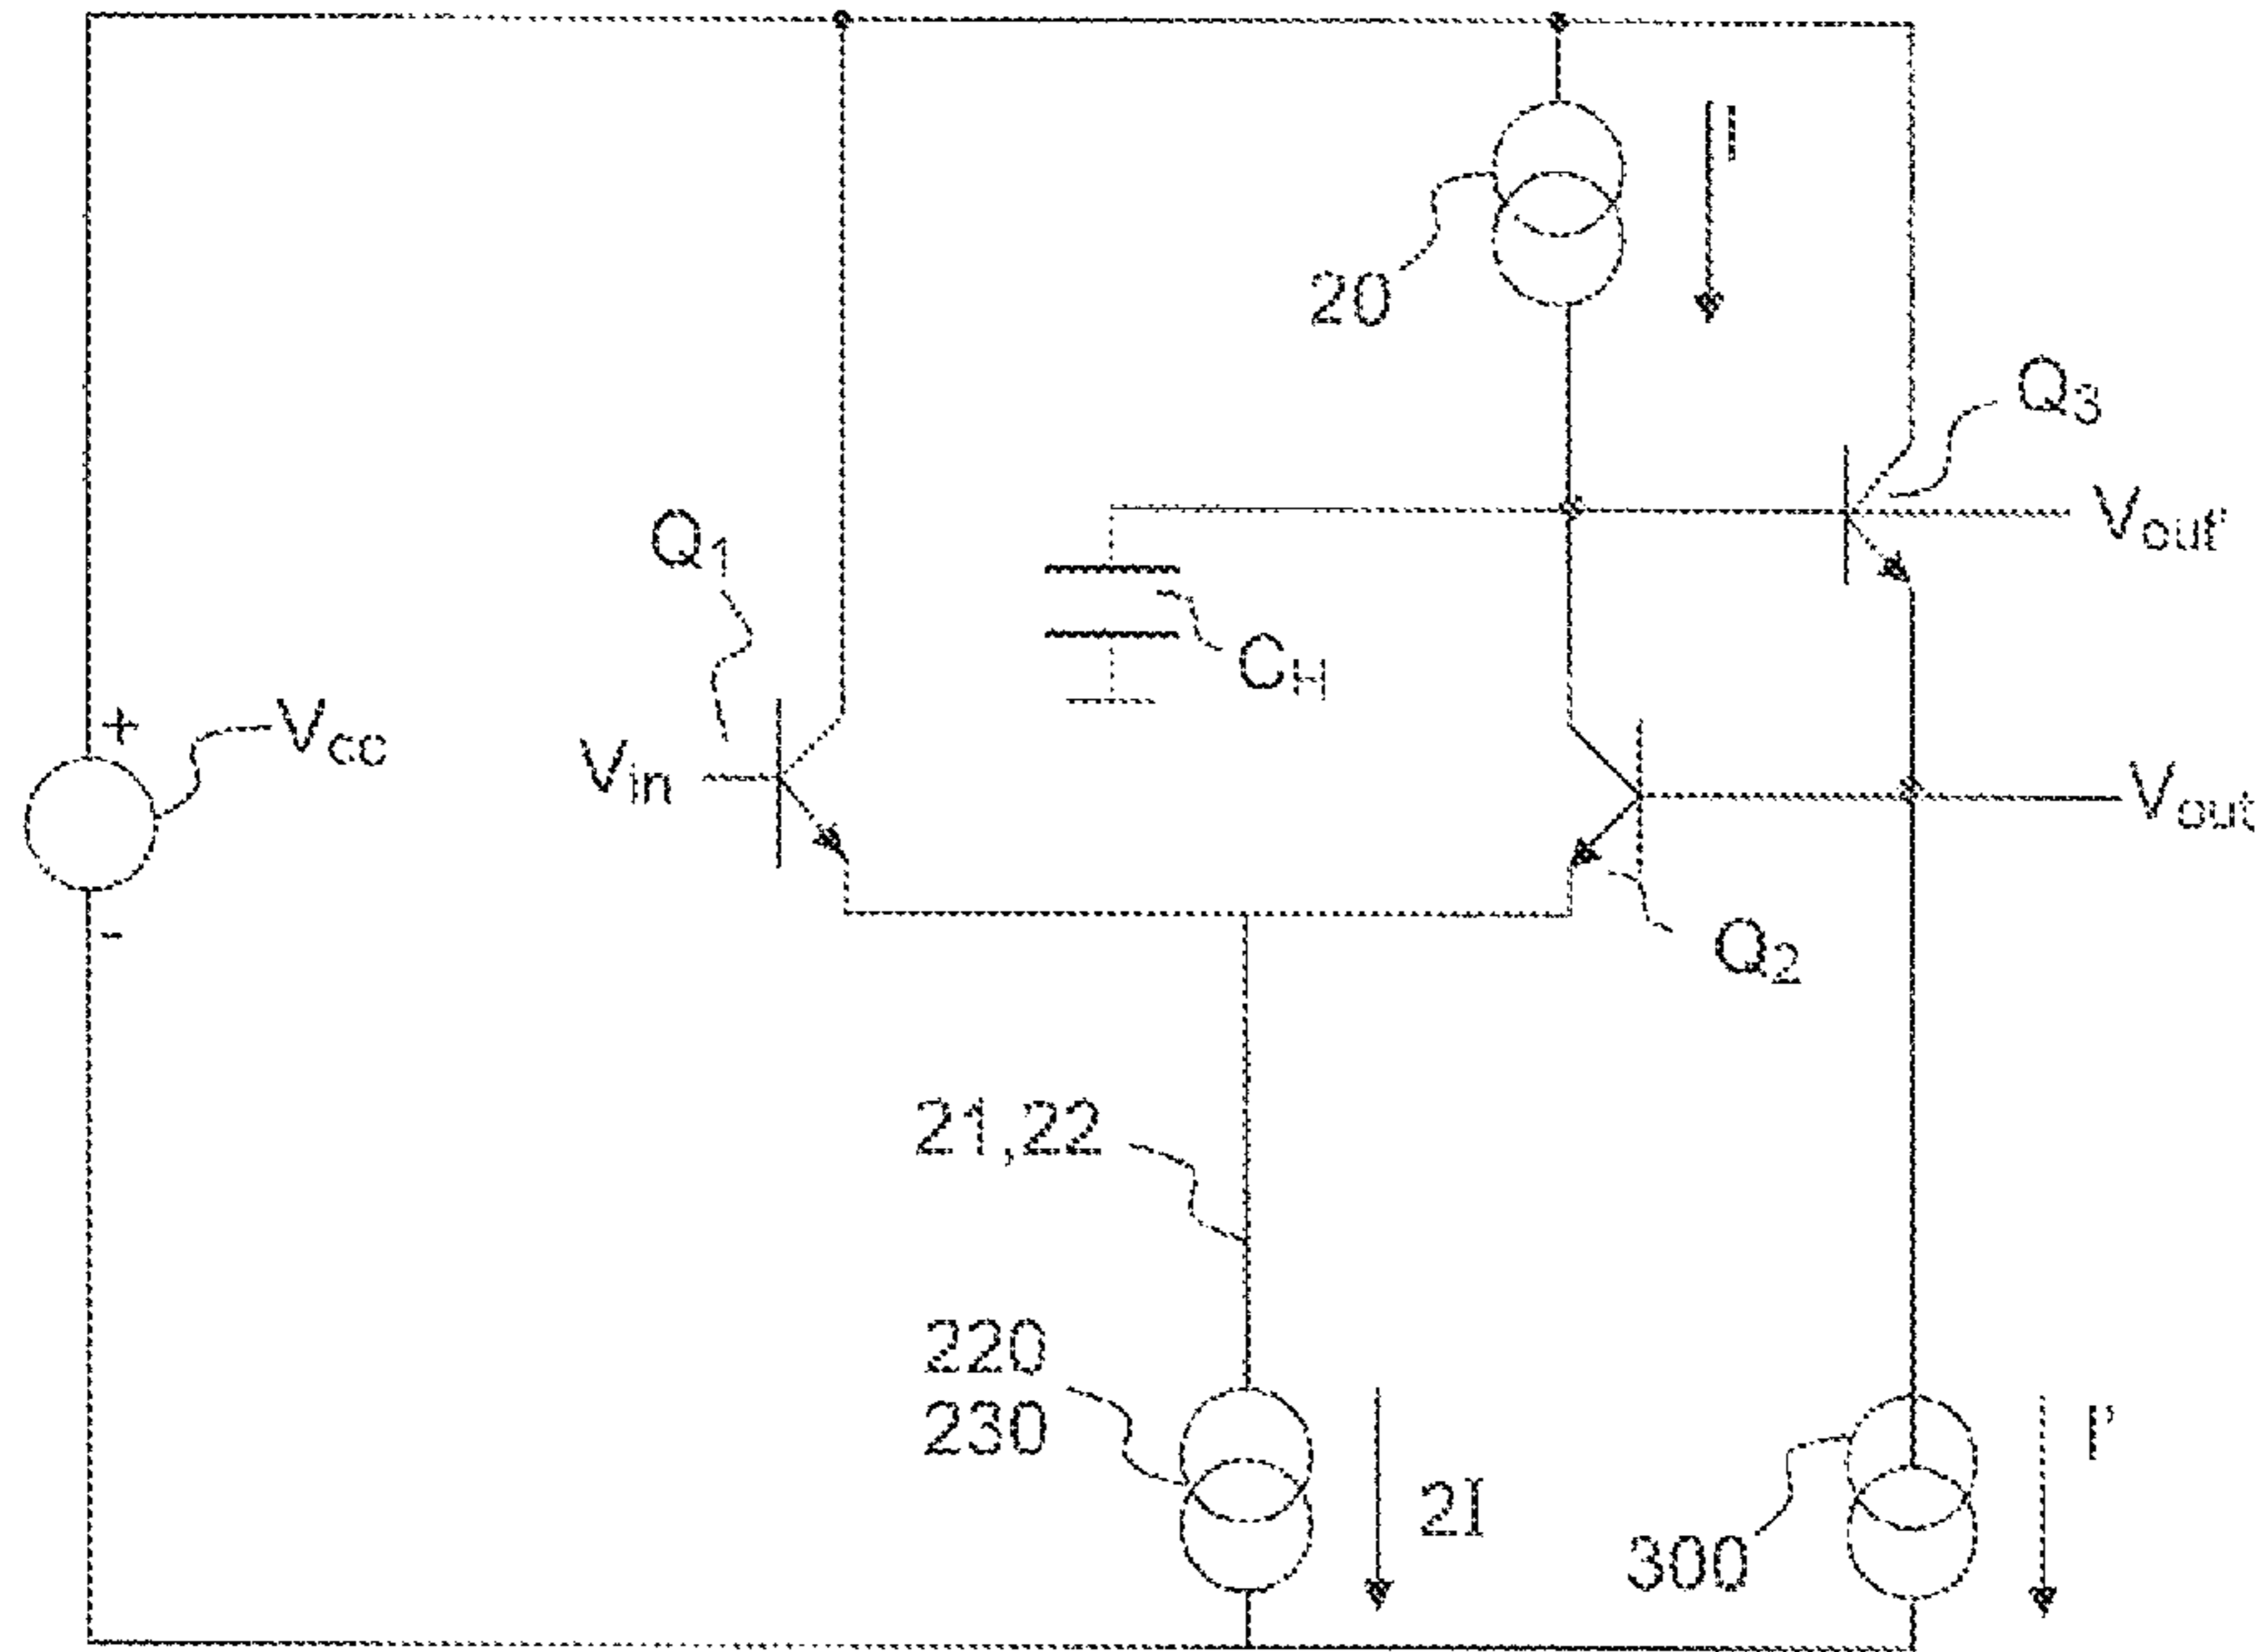 I
20
Q3
Vout'
Q1
CH
+
Vcc
Vin
Vout
-
Q2
21,22
220
230
2I
I'
300